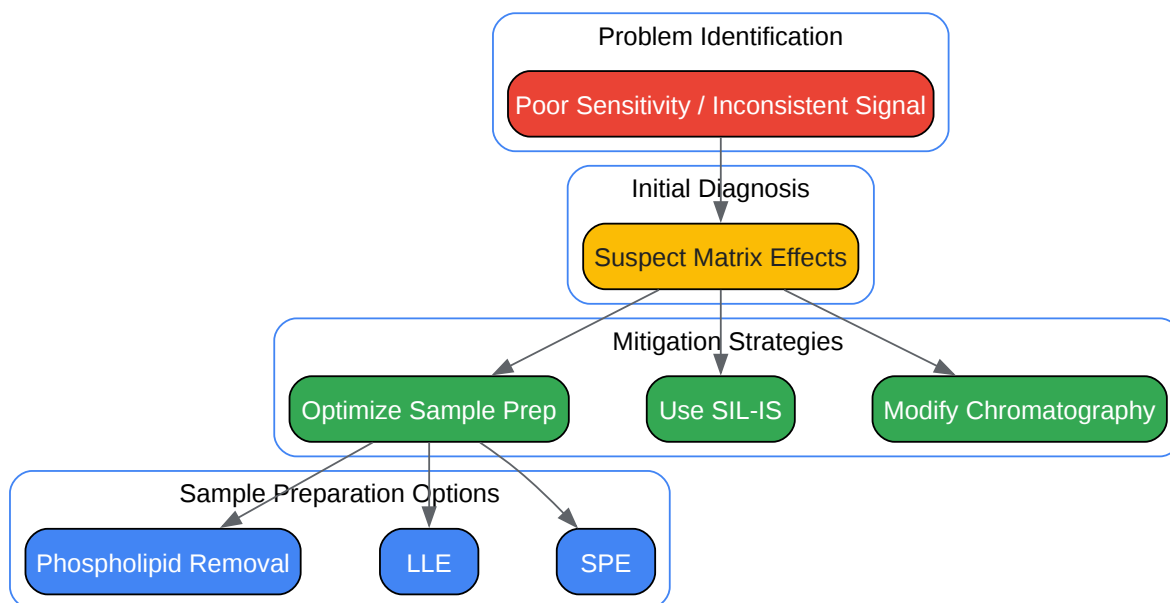 Problem Identification
Poor Sensitivity / Inconsistent Signal
Initial Diagnosis
Suspect Matrix Effects
Mitigation Strategies
Optimize Sample Prep
Use SIL-IS
Modify Chromatography
Sample Preparation Options
Phospholipid Removal
LLE
SPE